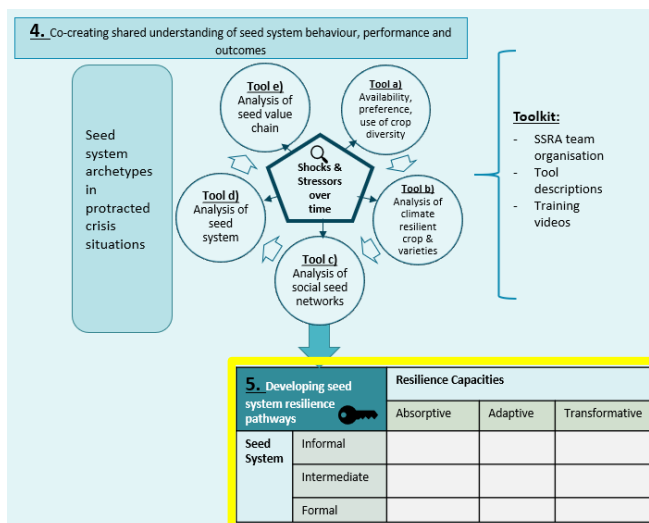 4. Co-creating shared understanding of seed system behaviour, performance and
outcomes
Seed
system
archetypes
in
protracted
crisis
situations
Tool e)
Analysis of
seed value
chain
Tool a)
Availability,
preference,
use of crop
diversity
Shocks &
Stressors
over
time
Tool d)
Analysis of
seed
system
Tool b)
Analysis of
climate
resilient
crop &
varieties
Tool c)
Analysis of
social seed
networks
Toolkit:
- SSRA team
organisation
- Tool
descriptions
- Training
videos
5. Developing seed
system resilience
pathways
Resilience Capacities
Absorptive
Adaptive
Transformative
Seed
System
Informal
Intermediate
Formal